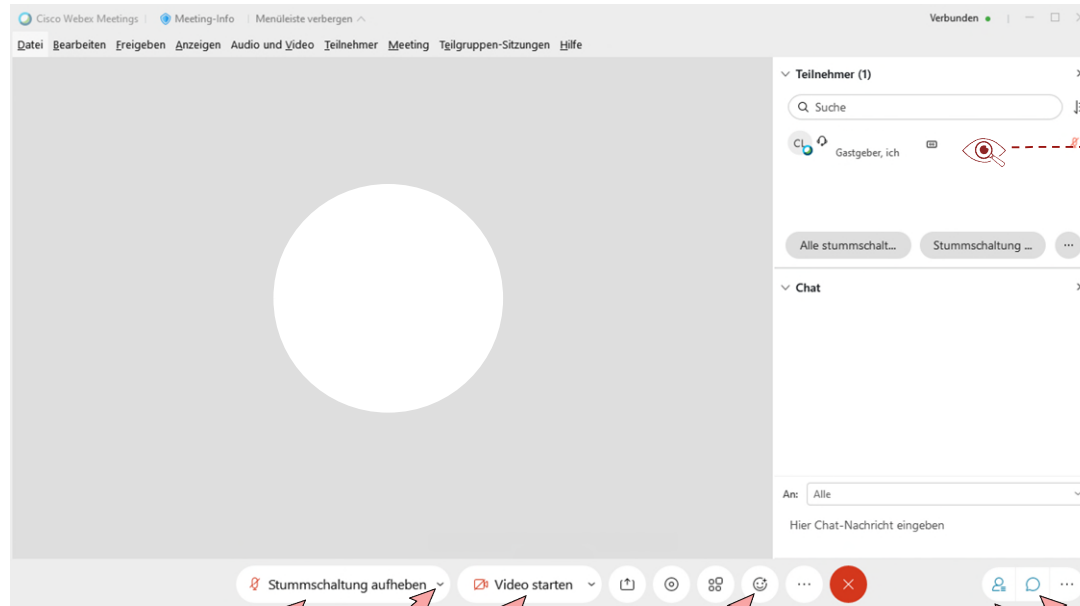 Cisco Webex Meetings Meeting-Info Menüleiste verbergen Verbunden
Datei Bearbeiten Freigeben Anzeigen Audio und Video Teilnehmer Meeting Teilgruppen-Sitzungen Hilfe
Teilnehmer (1)
Suche
CL
Gastgeber, ich
Alle stummschalt... Stummschaltung ... ...
Chat
An: Alle
Hier Chat-Nachricht eingeben
Stummschaltung aufheben Video starten